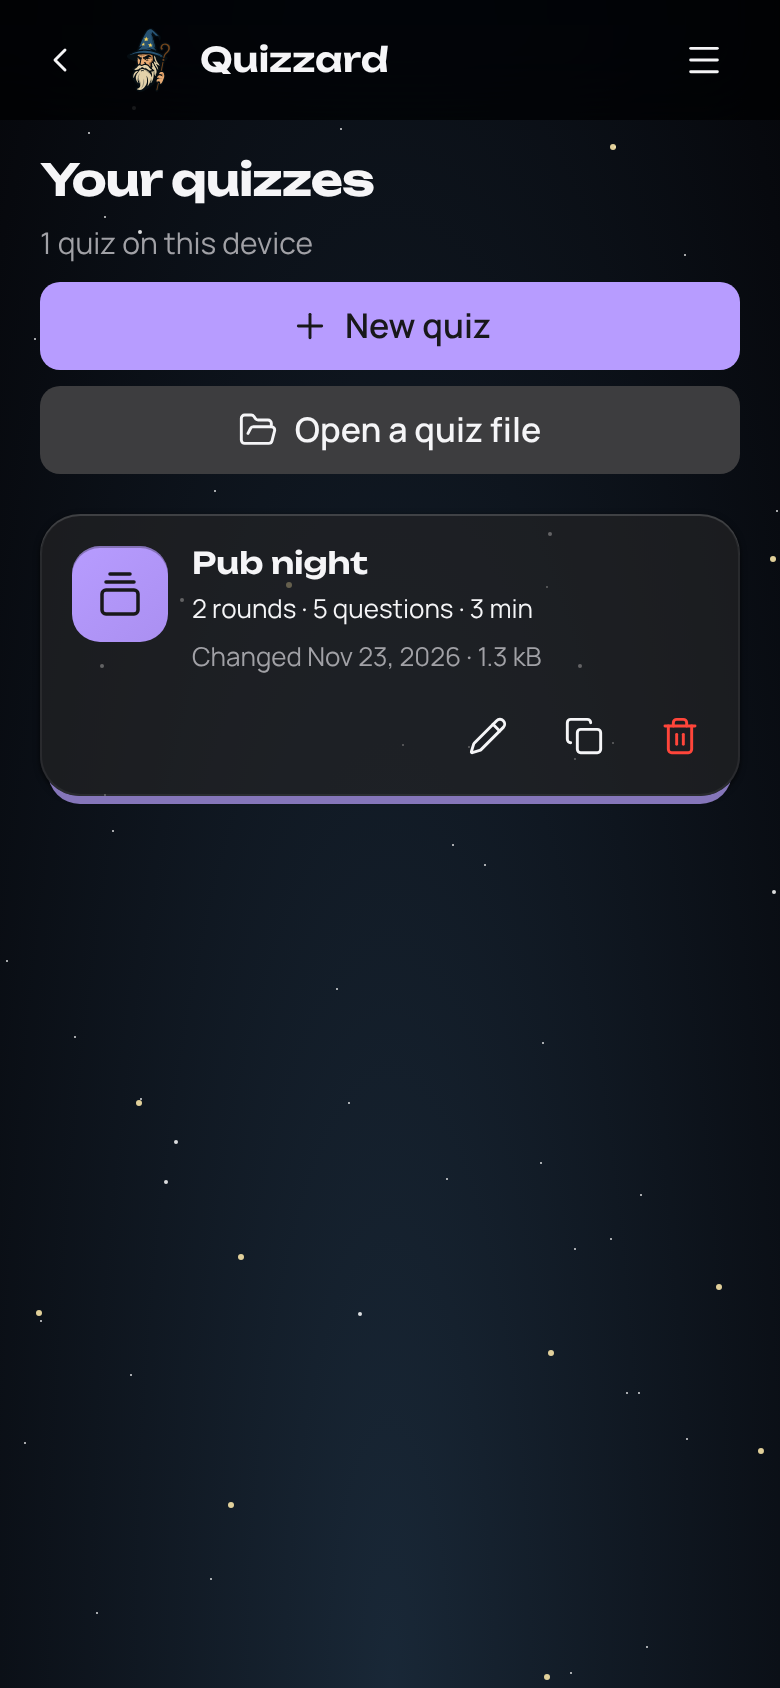 Quizzard
Your quizzes
1 quiz on this device
New quiz
Open a quiz file
Pub night
2 rounds · 5 questions · 3 min
Changed Nov 23, 2026 · 1.3 kB